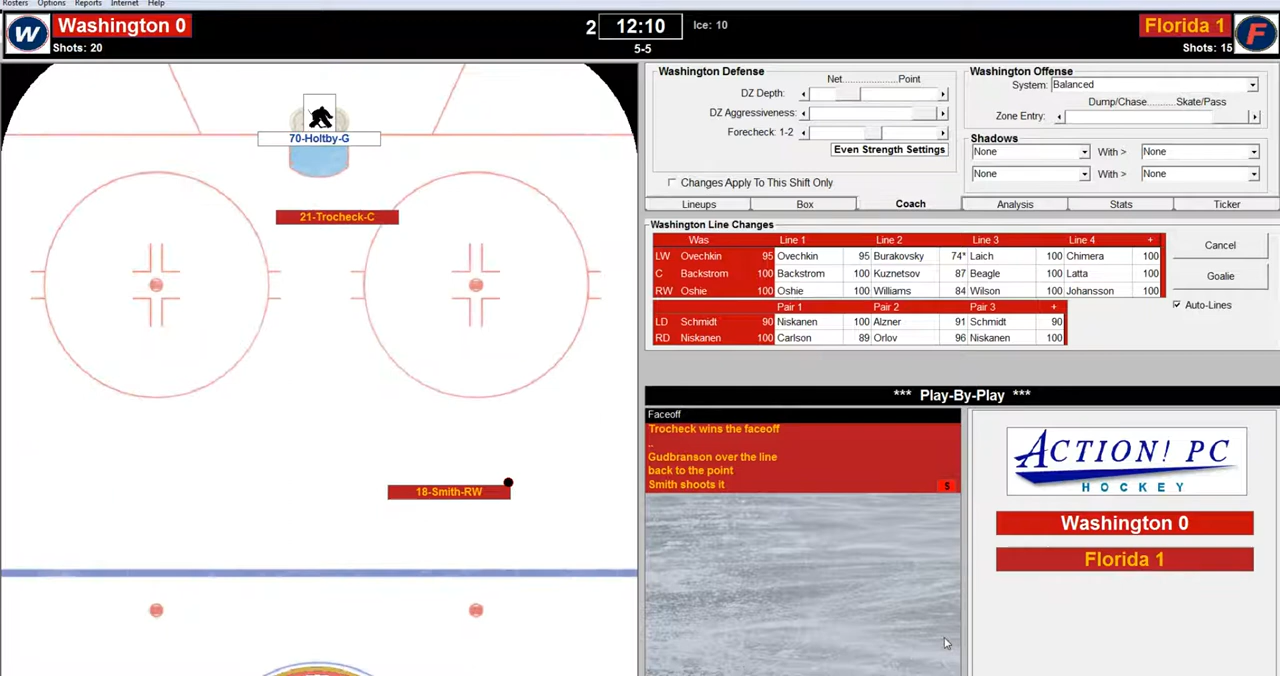 Rosters Options Reports Internet Help
W Washington 0 2 12:10 Ice: 10 Florida 1 F
Shots: 20 5-5 Shots: 15
70-Holtby-G
21-Trocheck-C
18-Smith-RW
Washington Defense
Net...................Point
DZ Depth:
DZ Aggressiveness:
Forecheck: 1-2
Even Strength Settings
Changes Apply To This Shift Only
Washington Offense
System: Balanced
Dump/Chase..........Skate/Pass
Zone Entry:
Shadows
None With > None
None With > None
Lineups Box Coach Analysis Stats Ticker
Washington Line Changes
Was Line 1 Line 2 Line 3 Line 4 +
LW Ovechkin 95 Ovechkin 95 Burakovsky 74* Laich 100 Chimera 100
C Backstrom 100 Backstrom 100 Kuznetsov 87 Beagle 100 Latta 100
RW Oshie 100 Oshie 100 Williams 84 Wilson 100 Johansson 100
Pair 1 Pair 2 Pair 3 +
LD Schmidt 90 Niskanen 100 Alzner 91 Schmidt 90
RD Niskanen 100 Carlson 89 Orlov 96 Niskanen 100
Cancel
Goalie
Auto-Lines
*** Play-By-Play ***
Faceoff
Trocheck wins the faceoff
..
Gudbranson over the line
back to the point
Smith shoots it 5
ACTION! PC
HOCKEY
Washington 0
Florida 1